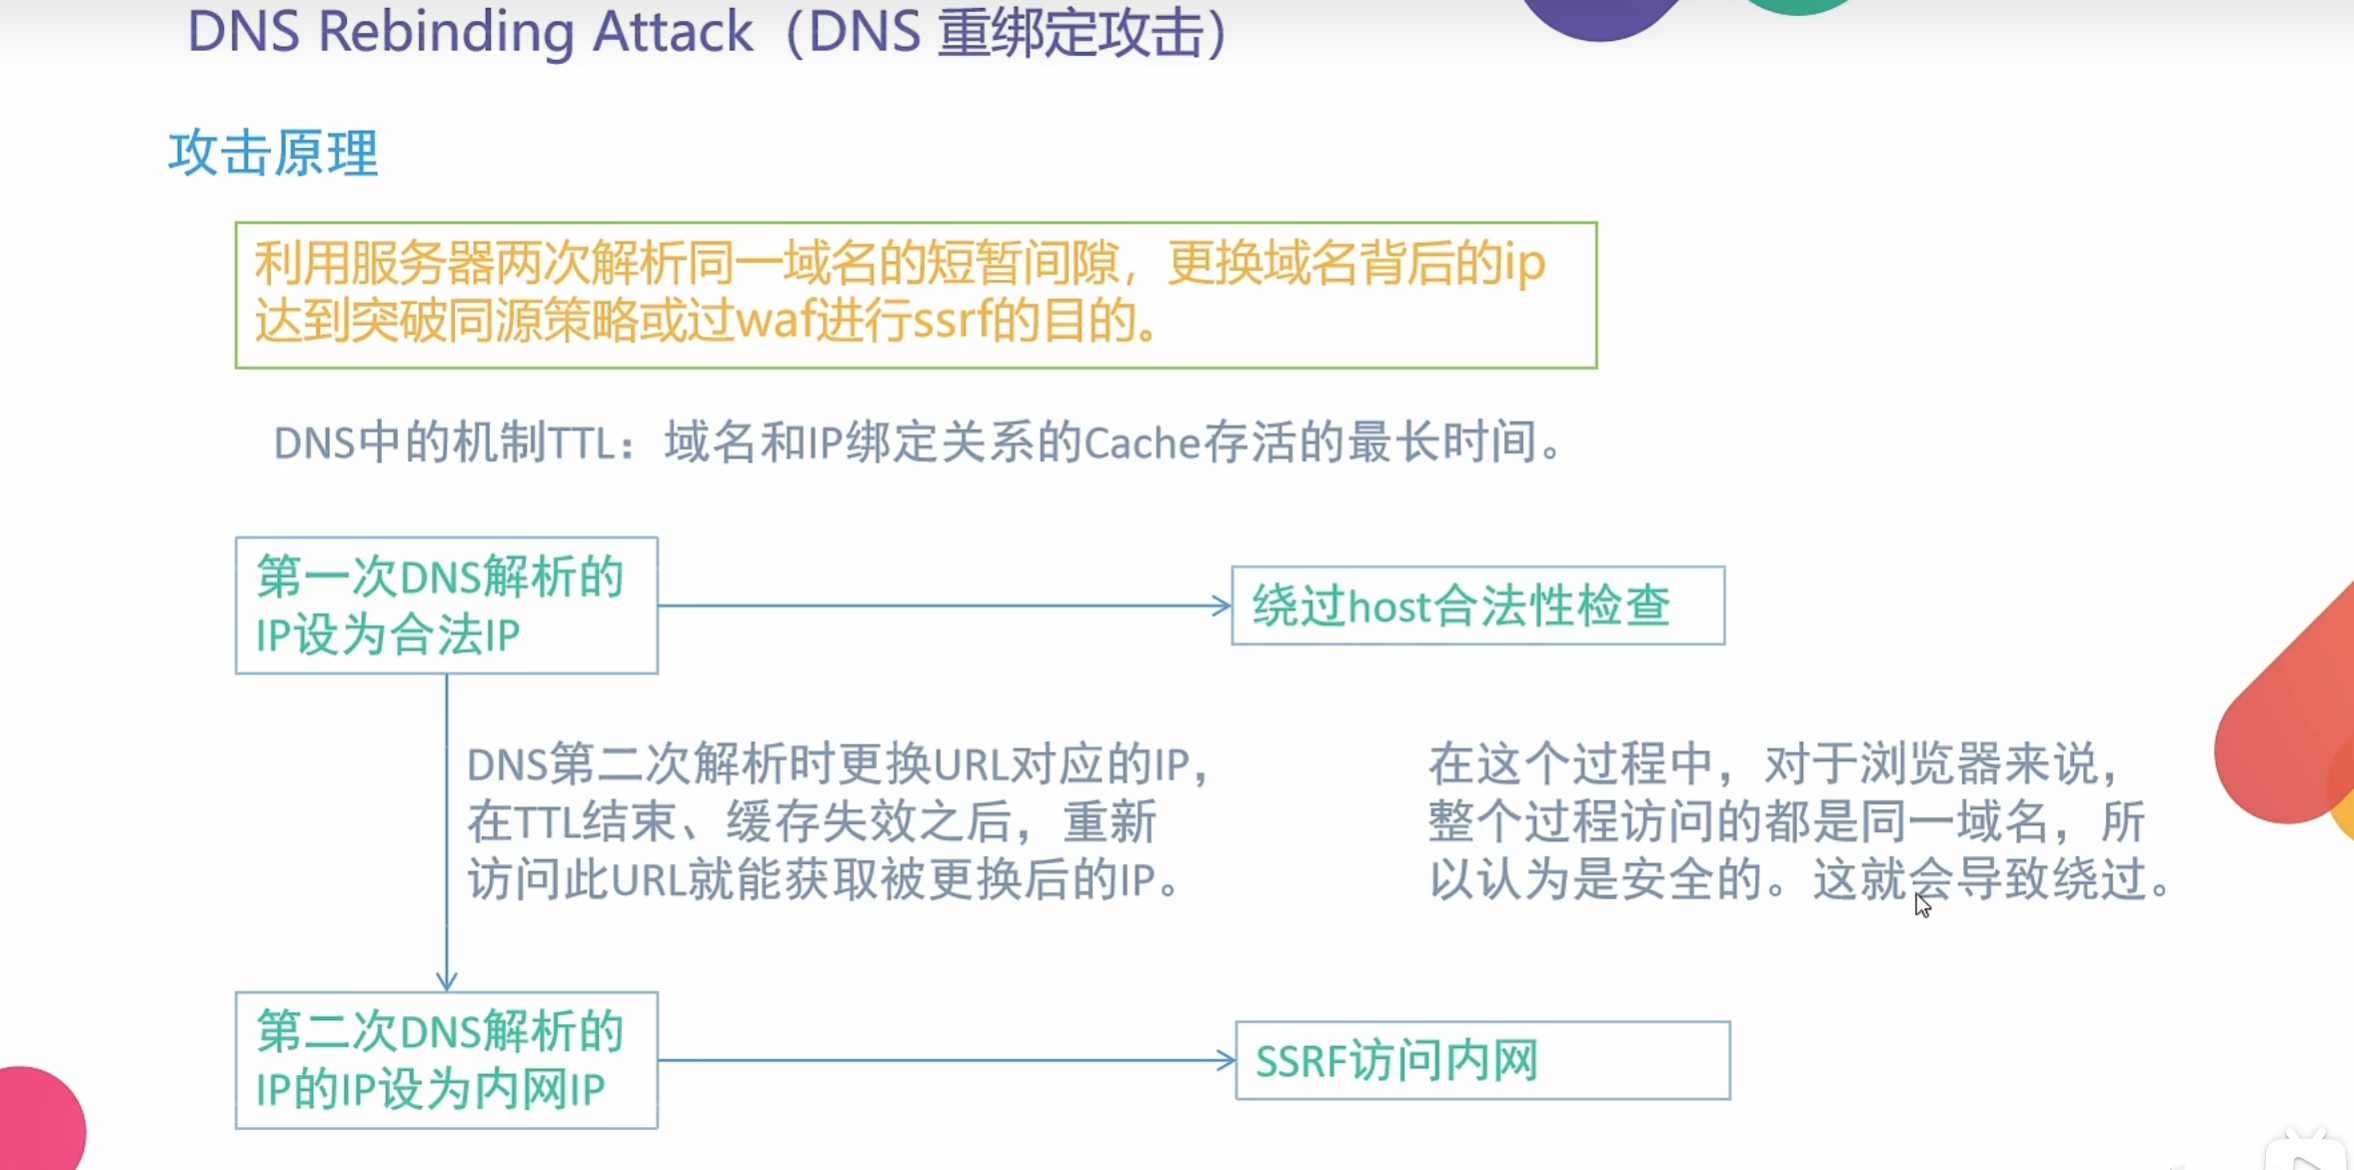 DNS Rebinding Attack（DNS 重绑定攻击）
攻击原理
利用服务器两次解析同一域名的短暂间隙，更换域名背后的ip
达到突破同源策略或过waf进行ssrf的目的。
DNS中的机制TTL：域名和IP绑定关系的Cache存活的最长时间。
第一次DNS解析的
IP设为合法IP
绕过host合法性检查
DNS第二次解析时更换URL对应的IP，
在TTL结束、缓存失效之后，重新
访问此URL就能获取被更换后的IP。
在这个过程中，对于浏览器来说，
整个过程访问的都是同一域名，所
以认为是安全的。这就会导致绕过。
第二次DNS解析的
IP的IP设为内网IP
SSRF访问内网